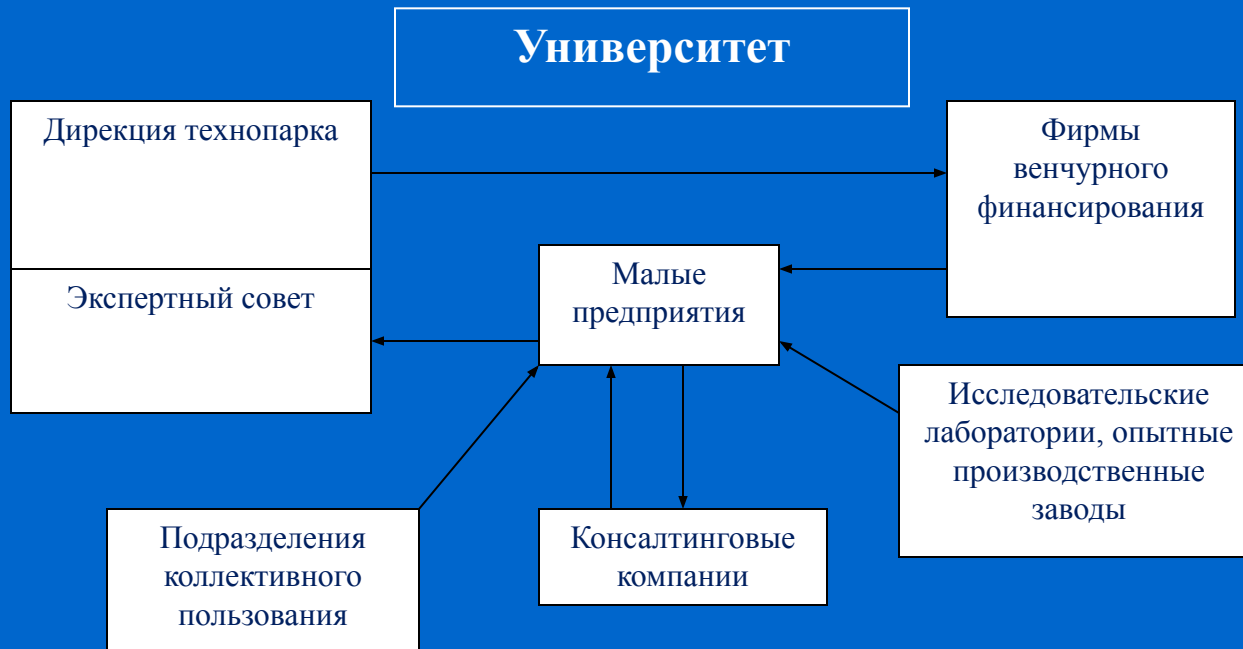 Университет
Дирекция технопарка
Экспертный совет
Фирмы
венчурного
финансирования
Малые
предприятия
Исследовательские
лаборатории, опытные
производственные
заводы
Подразделения
коллективного
пользования
Консалтинговые
компании